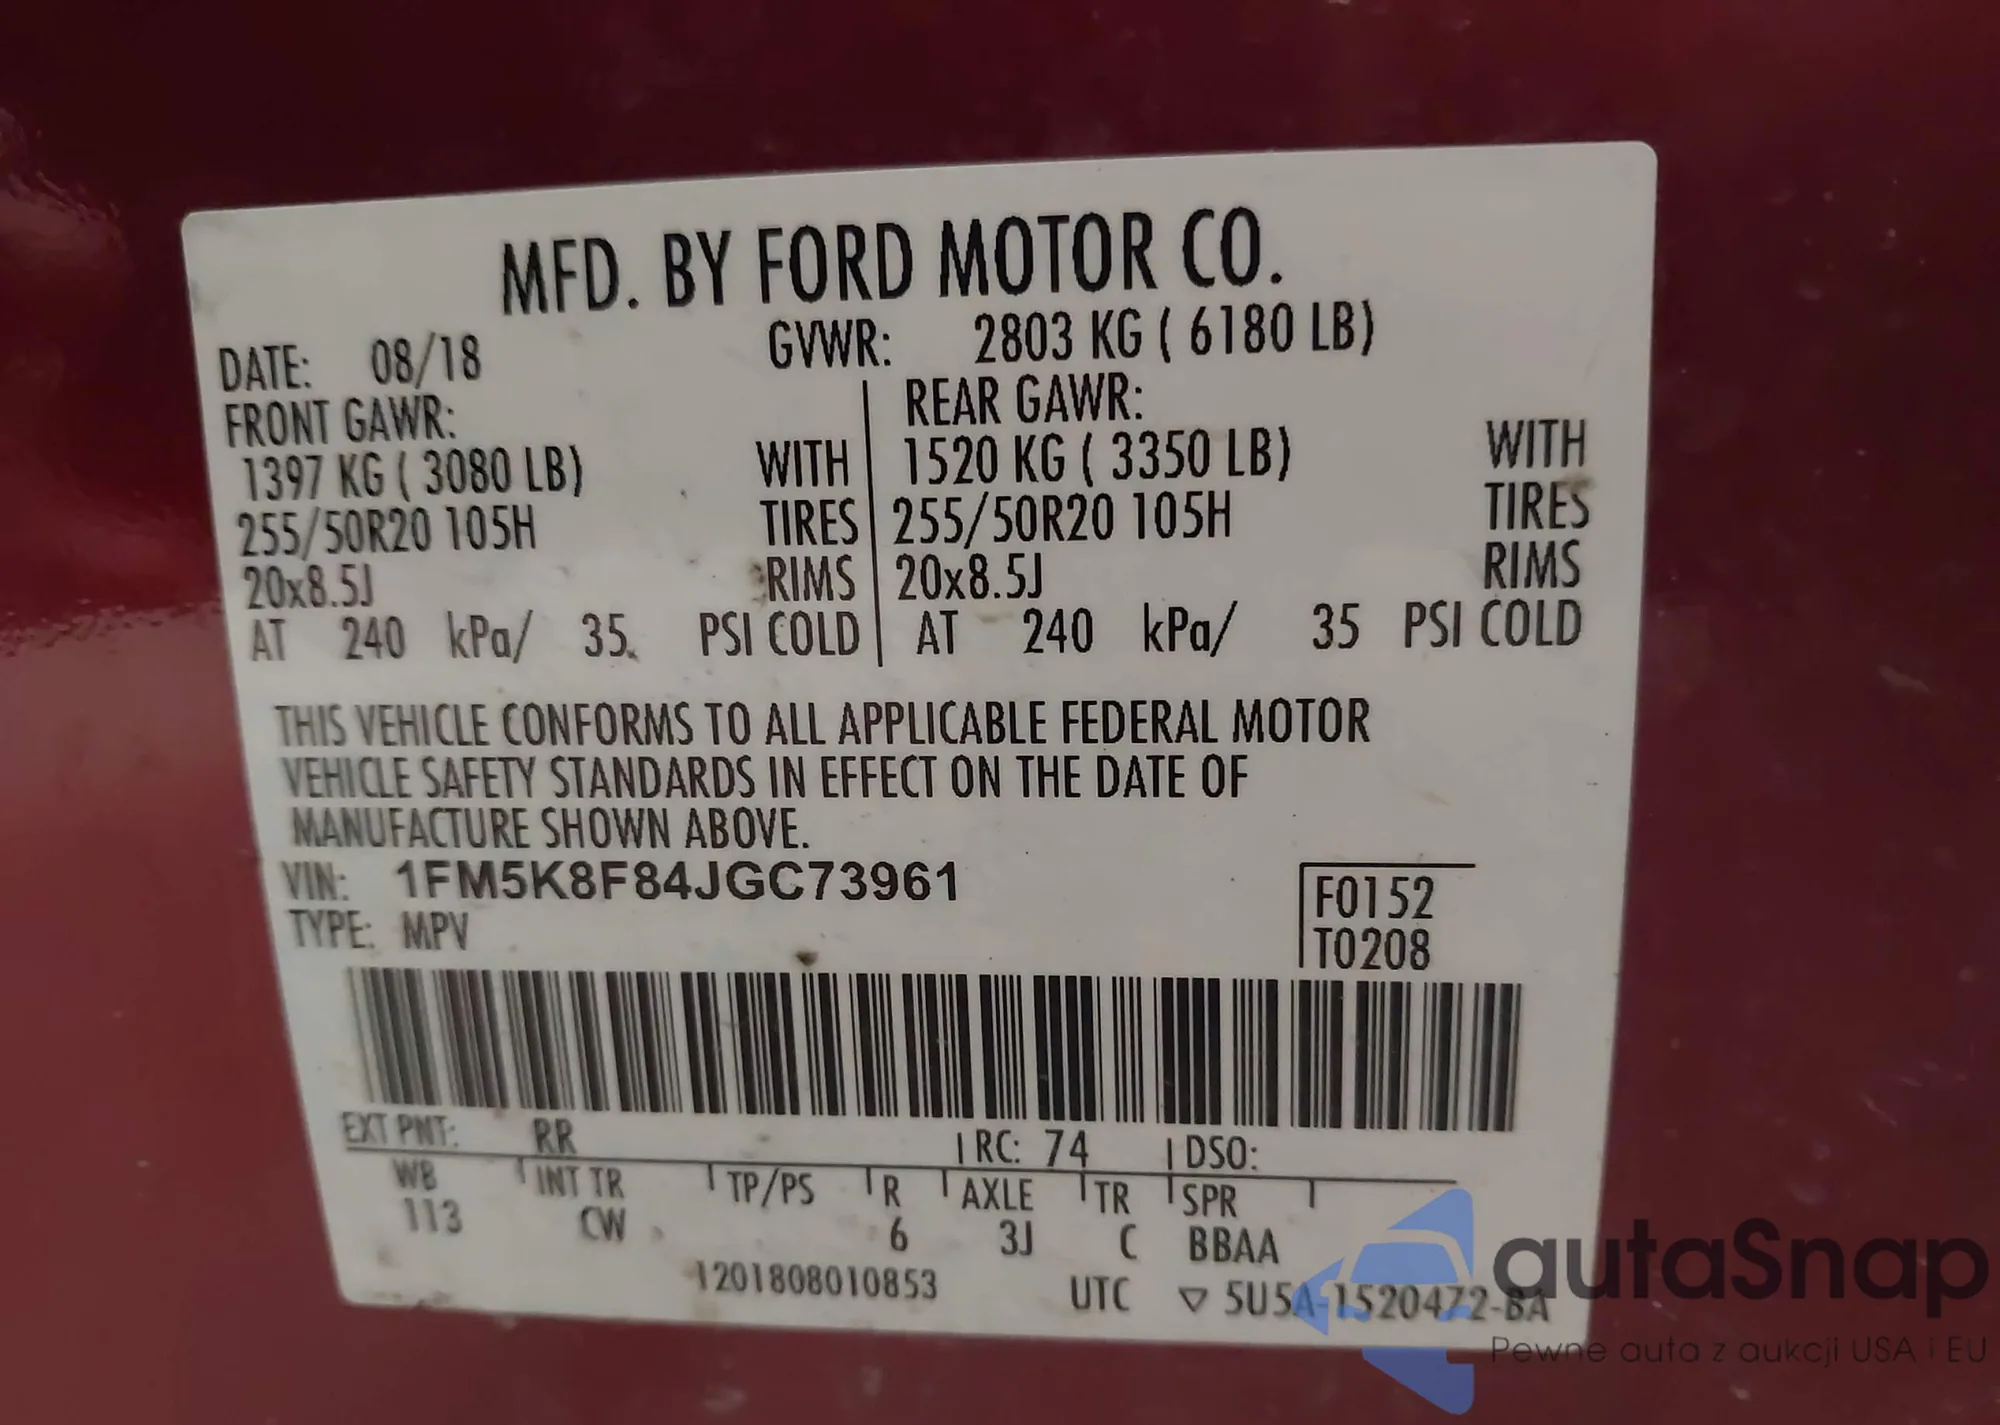 MFD. BY FORD MOTOR CO.
DATE: 08/18 GVWR: 2803 KG ( 6180 LB)
FRONT GAWR: REAR GAWR:
1397 KG ( 3080 LB) WITH 1520 KG ( 3350 LB) WITH
255/50R20 105H TIRES 255/50R20 105H TIRES
20x8.5J RIMS 20x8.5J RIMS
AT 240 kPa/ 35 PSI COLD AT 240 kPa/ 35 PSI COLD
THIS VEHICLE CONFORMS TO ALL APPLICABLE FEDERAL MOTOR
VEHICLE SAFETY STANDARDS IN EFFECT ON THE DATE OF
MANUFACTURE SHOWN ABOVE.
VIN: 1FM5K8F84JGC73961
TYPE: MPV
F0152
T0208
EXT PNT: RR RC: 74 DSO:
WB INT TR TP/PS R AXLE TR SPR
113 CW 6 3J C BBAA
1201808010853 UTC ▽ 5U5A-1520472-BA
autaSnap
Pewne auta z aukcji USA i EU